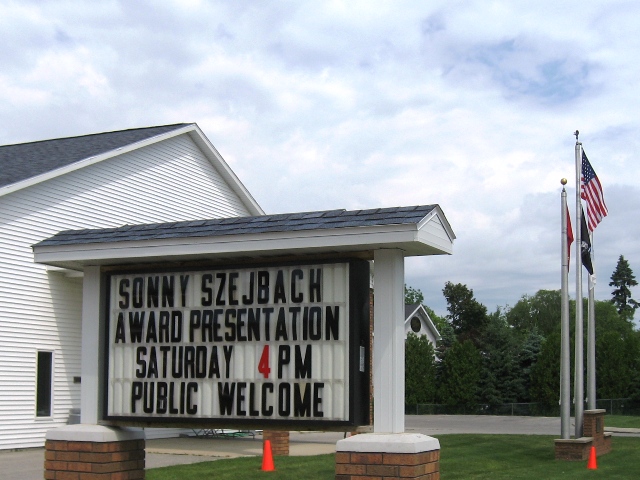 SONNY SZEJBACH
AWARD PRESENTATION
SATURDAY 4 PM
PUBLIC WELCOME